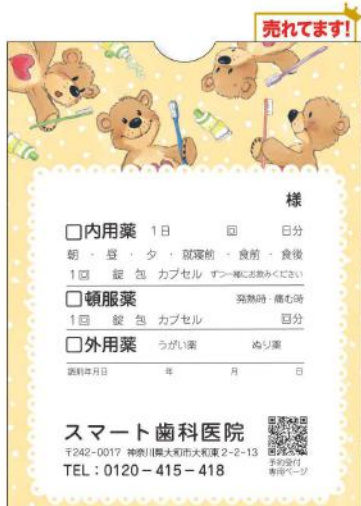 売れてます!
様
□内用薬 1日 回 日分
朝・昼・夕・就寝前・食前・食後
1回 錠 包 カプセル ずつ一緒にお飲みください
□頓服薬 発熱時・痛む時
1回 錠 包 カプセル 回分
□外用薬 うがい薬 ぬり薬
調剤年月日 年 月 日
スマート歯科医院
〒242-0017 神奈川県大和市大和東2-2-13
TEL:0120-415-418
予約受付
専用ページ